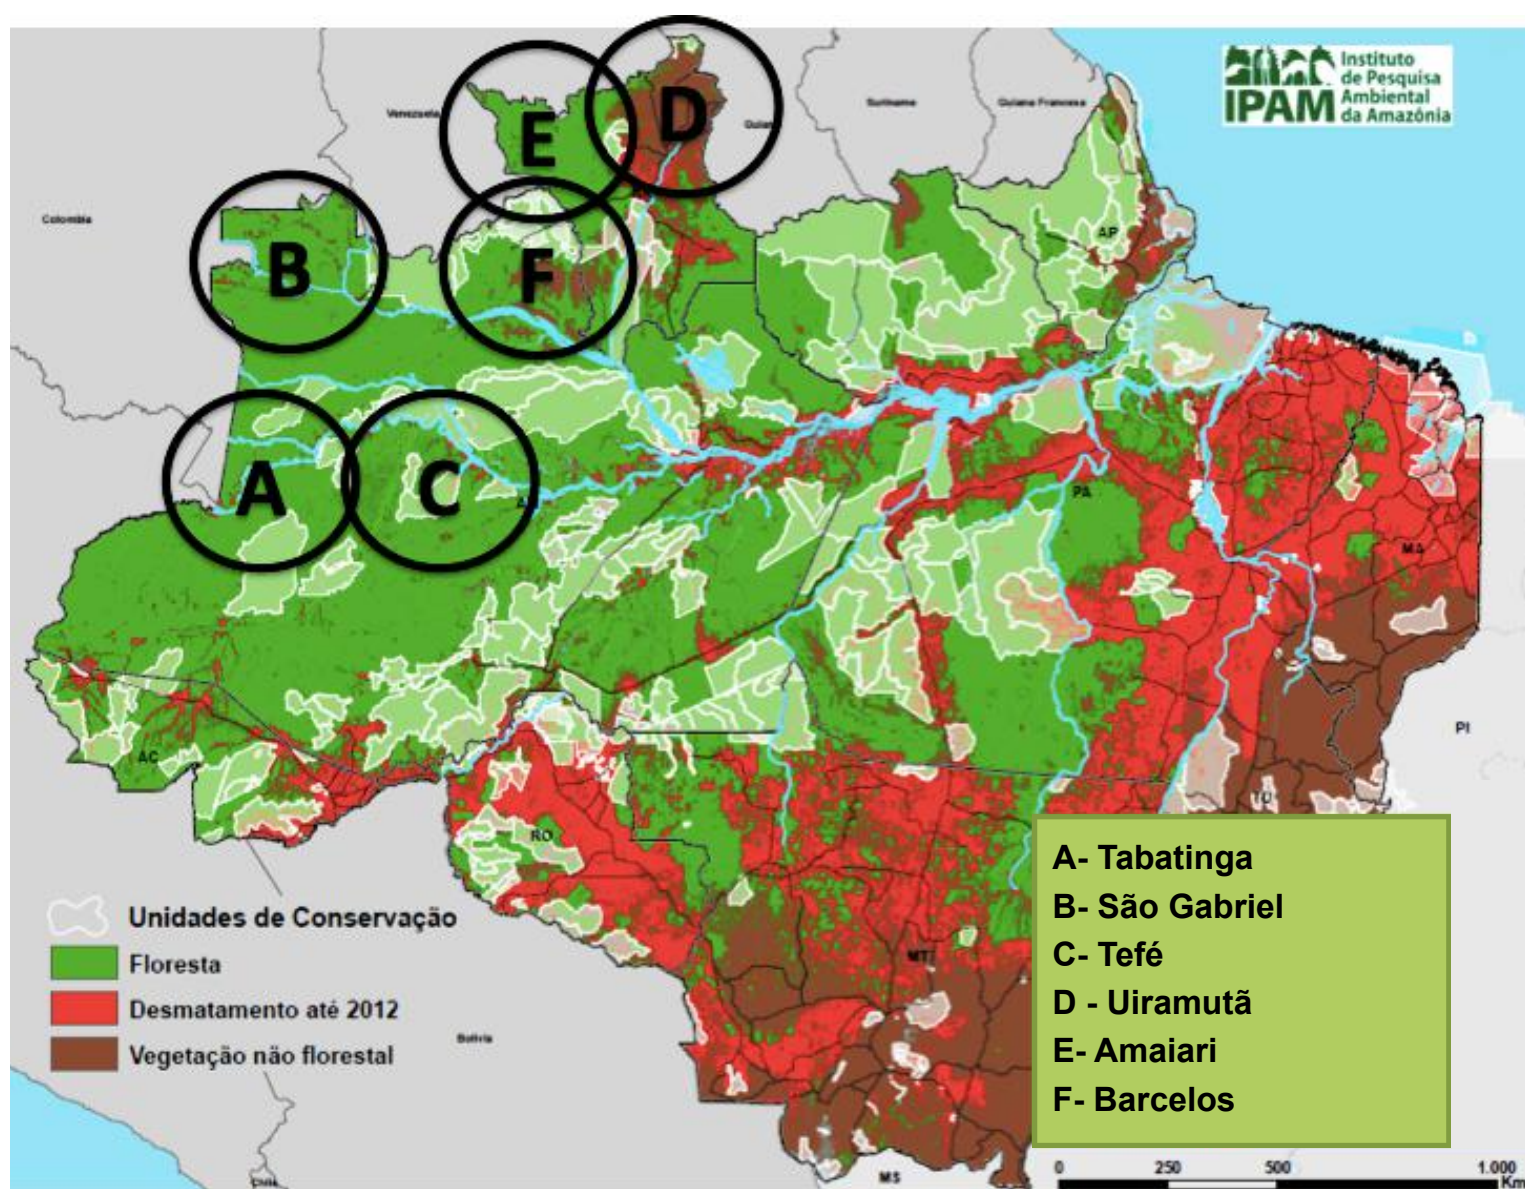 Instituto
de Pesquisa
Ambiental
da Amazônia
IPAM
Venezuela
Suriname
Guiana Francesa
Colombia
E
D
B
F
AP
A
C
PA
MA
PI
AC
RO
TO
MT
Bolivia
MS
Chile
Unidades de Conservação
Floresta
Desmatamento até 2012
Vegetação não florestal
A- Tabatinga
B- São Gabriel
C- Tefé
D - Uiramutã
E- Amaiari
F- Barcelos
0 250 500 1.000
Km